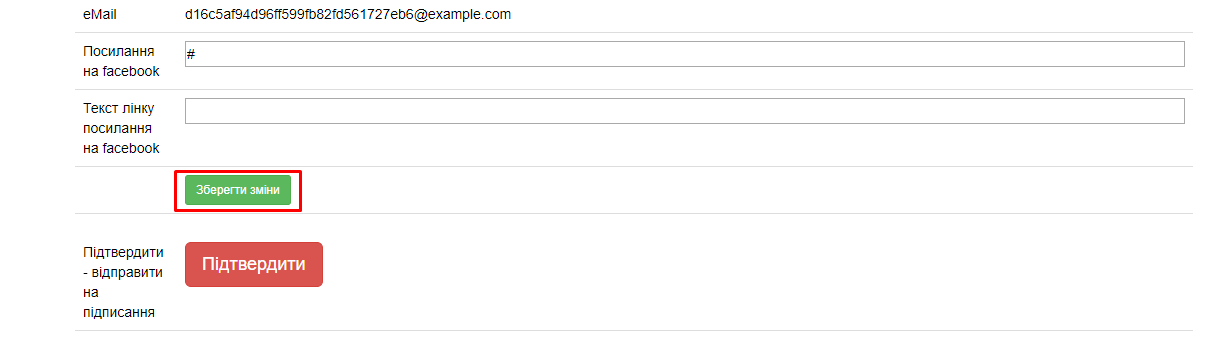 eMail d16c5af94d96ff599fb82fd561727eb6@example.com
Посилання
на facebook
#
Текст лінку
посилання
на facebook
Зберегти зміни
Підтвердити
- відправити
на
підписання
Підтвердити